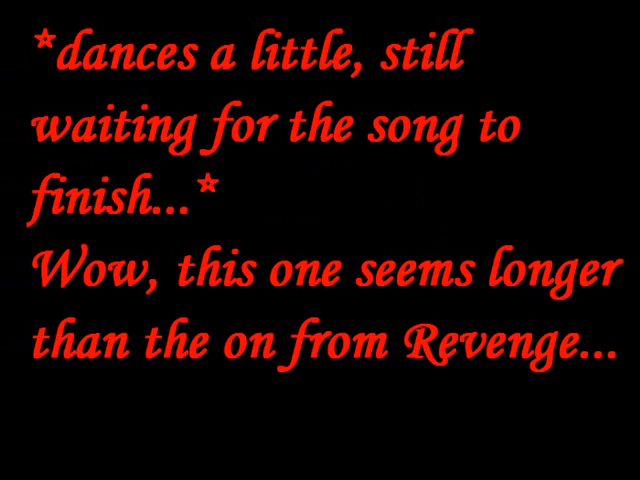 *dances a little, still
waiting for the song to
finish...*
Wow, this one seems longer
than the on from Revenge...